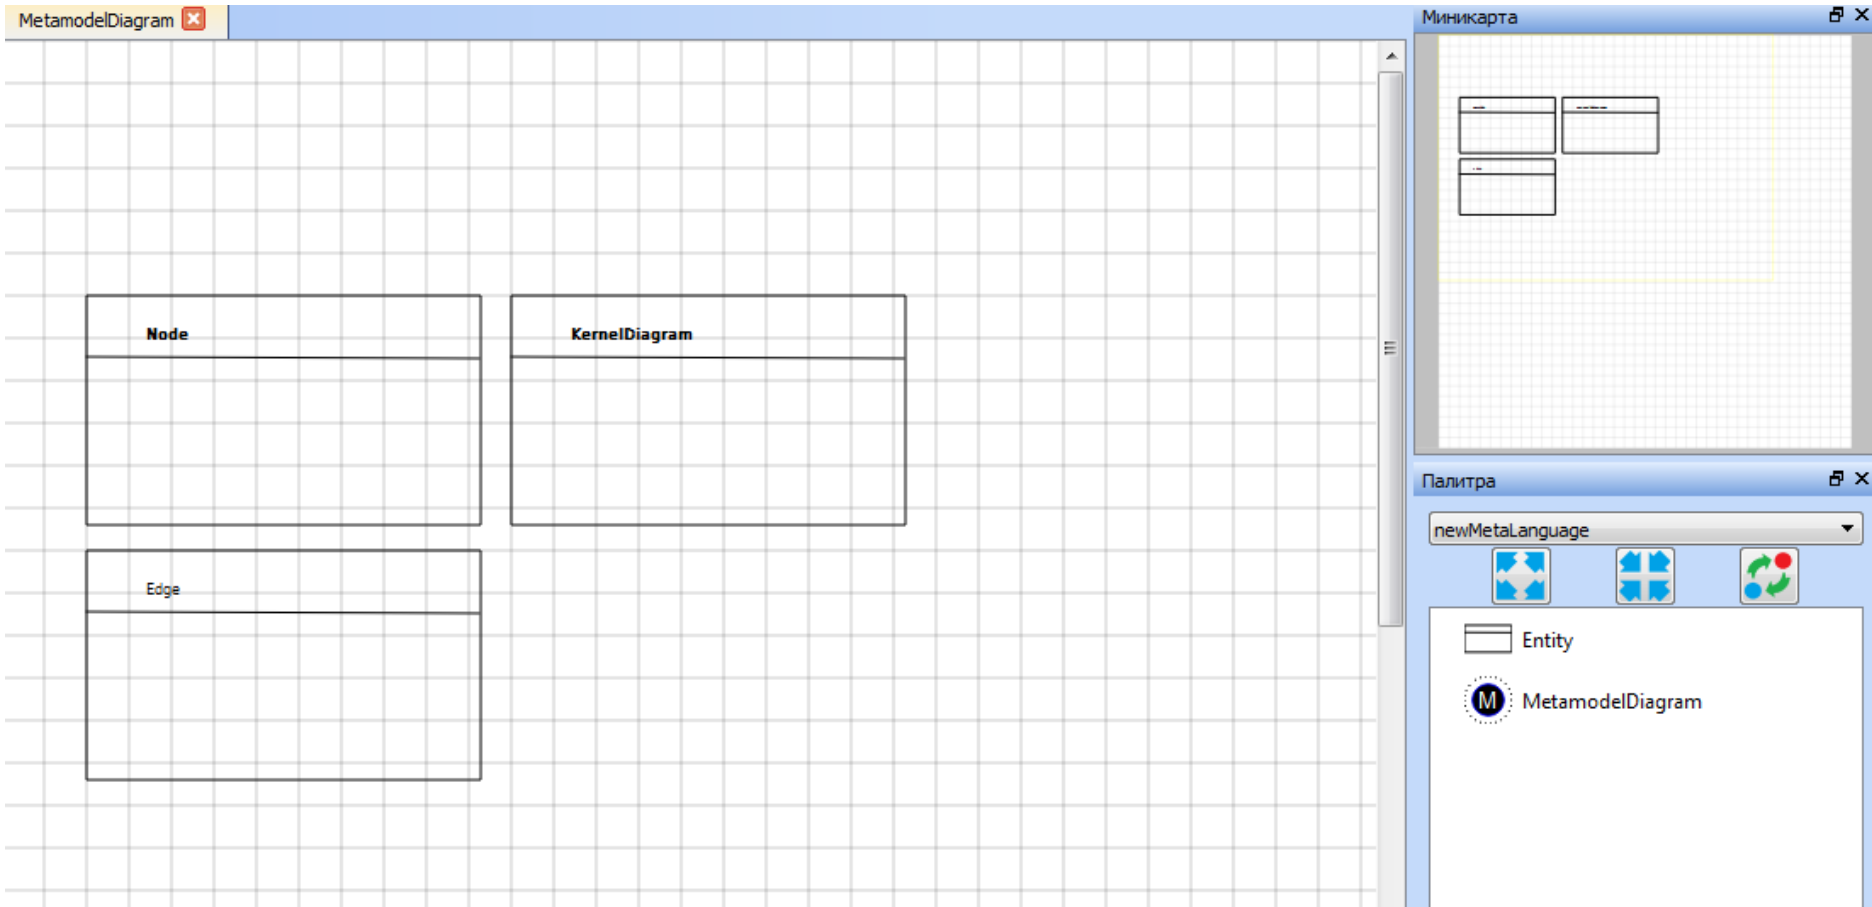 MetamodelDiagram
Node
KernelDiagram
Edge
Миникарта
Палитра
newMetaLanguage
Entity
M
MetamodelDiagram